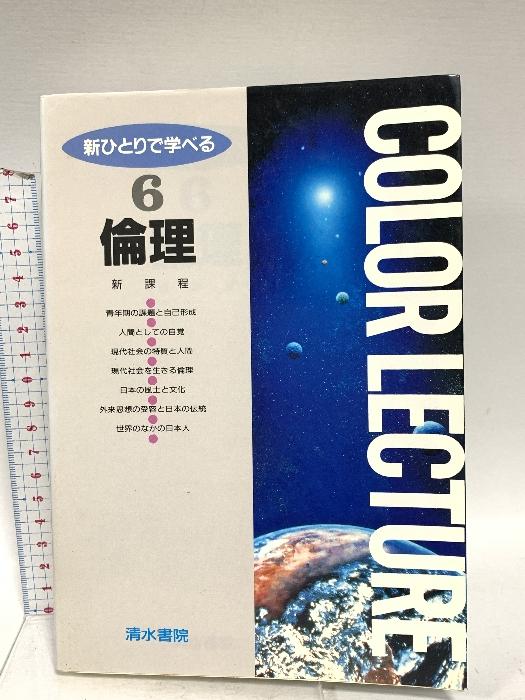 新ひとりで学べる
6
倫理
新課程
青年期の課題と自己形成
人間としての自覚
現代社会の特質と人間
現代社会を生きる倫理
日本の風土と文化
外来思想の受容と日本の伝統
世界のなかの日本人
清水書院
COLOR LECTURE